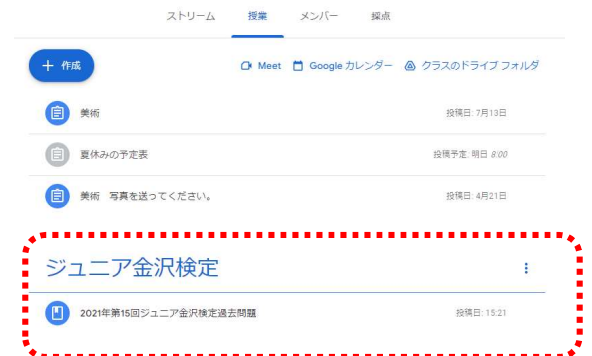 ストリーム 授業 メンバー 採点
+ 作成 Meet Google カレンダー クラスのドライブ フォルダ
美術 投稿日: 7月13日
夏休みの予定表 投稿予定: 明日 8:00
美術 写真を送ってください。 投稿日: 4月21日
ジュニア金沢検定
2021年第15回ジュニア金沢検定過去問題 投稿日: 15:21